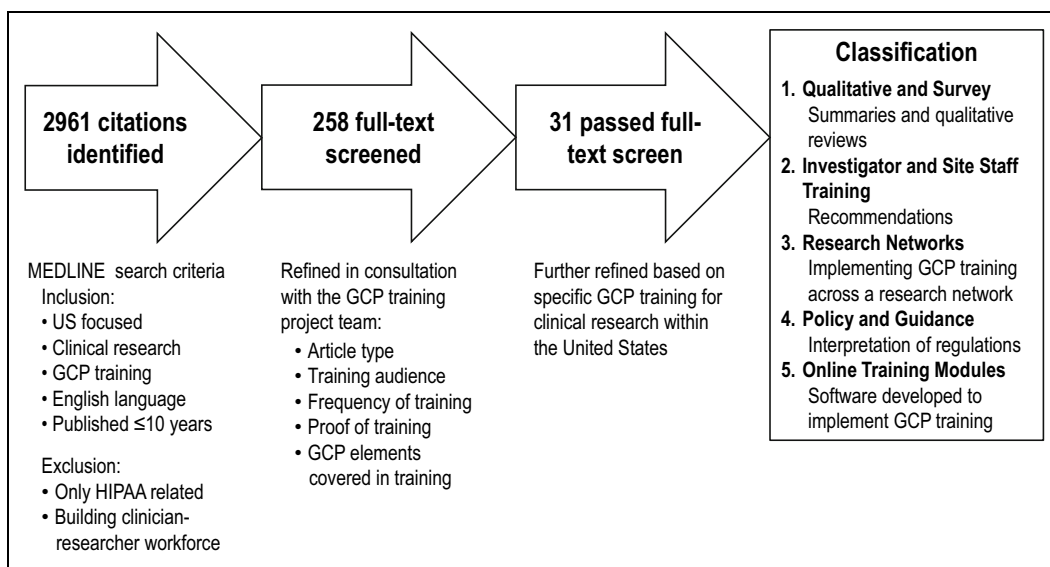 2961 citations
identified
MEDLINE search criteria
Inclusion:
• US focused
• Clinical research
• GCP training
• English language
• Published ≤10 years
Exclusion:
• Only HIPAA related
• Building clinician-
researcher workforce
258 full-text
screened
Refined in consultation
with the GCP training
project team:
• Article type
• Training audience
• Frequency of training
• Proof of training
• GCP elements
covered in training
31 passed full-
text screen
Further refined based on
specific GCP training for
clinical research within
the United States
Classification
1. Qualitative and Survey
Summaries and qualitative
reviews
2. Investigator and Site Staff
Training
Recommendations
3. Research Networks
Implementing GCP training
across a research network
4. Policy and Guidance
Interpretation of regulations
5. Online Training Modules
Software developed to
implement GCP training